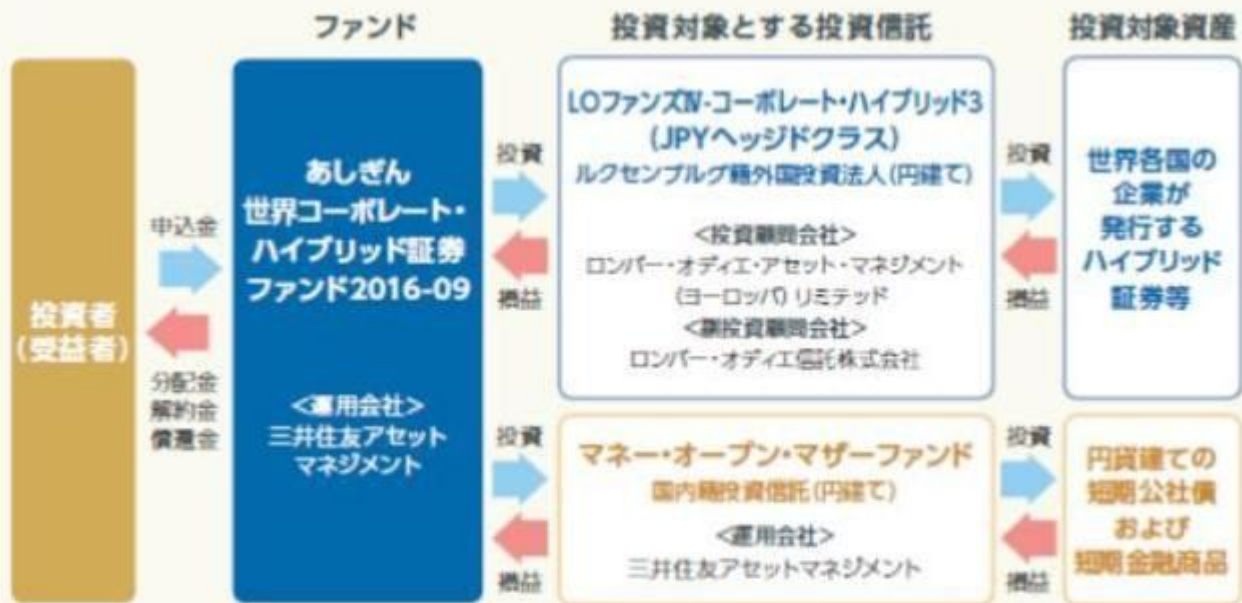 ファンド
投資対象とする投資信託
投資対象資産
投資者
(受益者)
申込金
分配金
解約金
償還金
あしぎん
世界コーポレート・
ハイブリッド証券
ファンド2016-09
<運用会社>
三井住友アセット
マネジメント
投資
損益
LOファンズⅣ-コーポレート・ハイブリッド3
(JPYヘッジドクラス)
ルクセンブルグ籍外国投資法人(円建て)
<投資顧問会社>
ロンバー・オディエ・アセット・マネジメント
(ヨーロッパ)リミテッド
<副投資顧問会社>
ロンバー・オディエ信託株式会社
投資
損益
世界各国の
企業が
発行する
ハイブリッド
証券等
投資
損益
マネー・オープン・マザーファンド
国内籍投資信託(円建て)
<運用会社>
三井住友アセットマネジメント
投資
損益
円貨建ての
短期公社債
および
短期金融商品